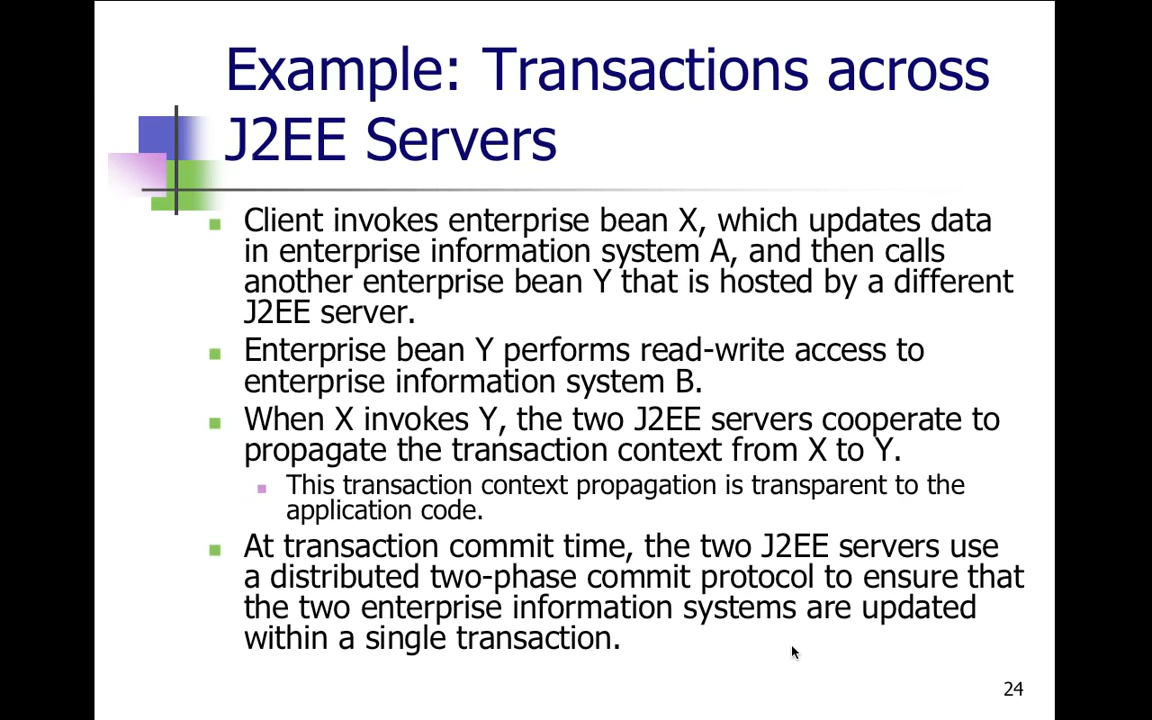 Example: Transactions across
J2EE Servers
Client invokes enterprise bean X, which updates data
in enterprise information system A, and then calls
another enterprise bean Y that is hosted by a different
J2EE server.
Enterprise bean Y performs read-write access to
enterprise information system B.
When X invokes Y, the two J2EE servers cooperate to
propagate the transaction context from X to Y.
This transaction context propagation is transparent to the
application code.
At transaction commit time, the two J2EE servers use
a distributed two-phase commit protocol to ensure that
the two enterprise information systems are updated
within a single transaction.
24